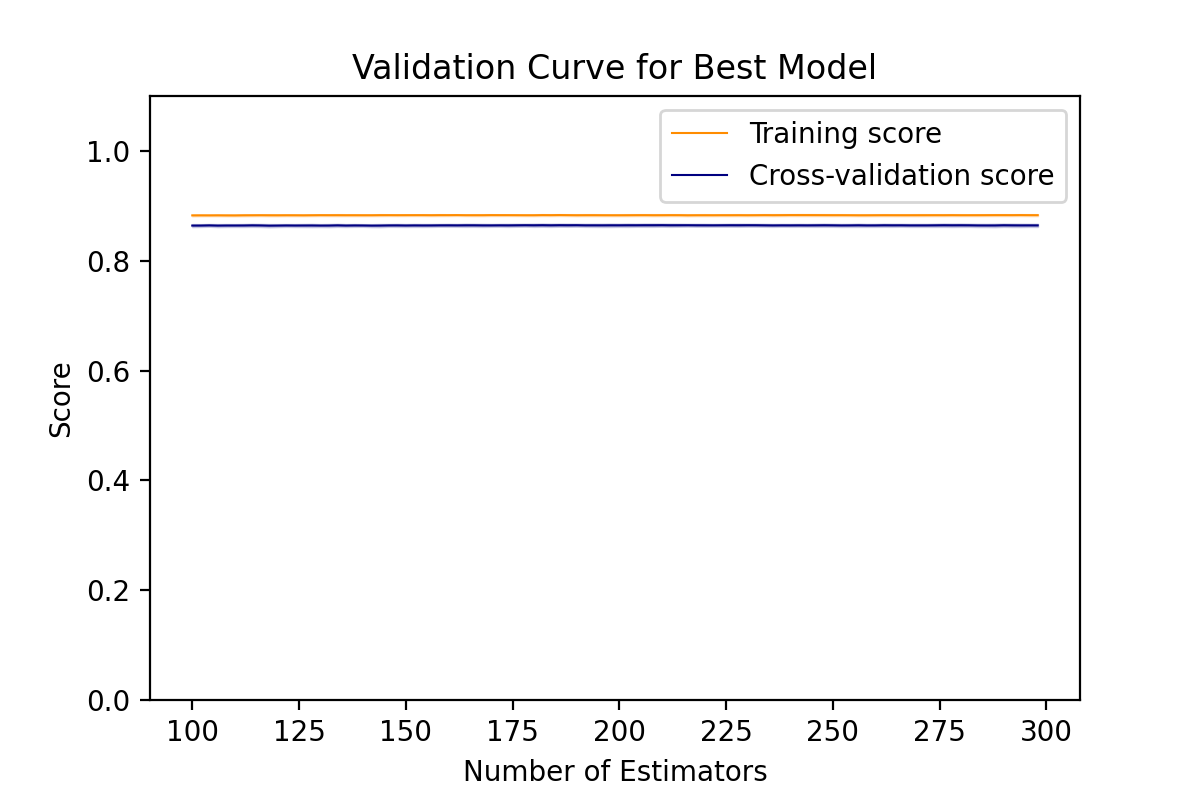 Validation Curve for Best Model
Training score
Cross-validation score
1.0
0.8
0.6
0.4
0.2
0.0
Score
100 125 150 175 200 225 250 275 300
Number of Estimators